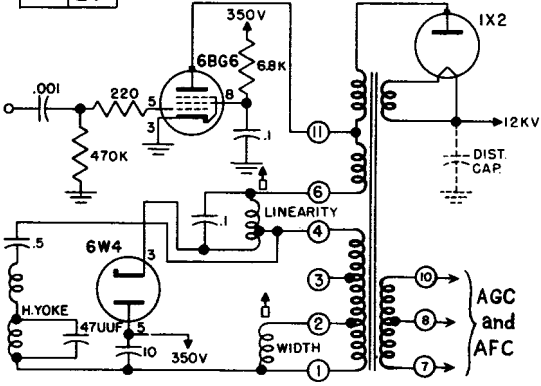 350V
1X2
6BG6
6.8K
.001
220
5
8
3
.1
470K
11
12KV
DIST.
CAP.
6
.1
LINEARITY
4
.5
6W4
3
3
10
AGC
and
AFC
H.YOKE
47UUF
5
10
350V
2
WIDTH
8
1
7